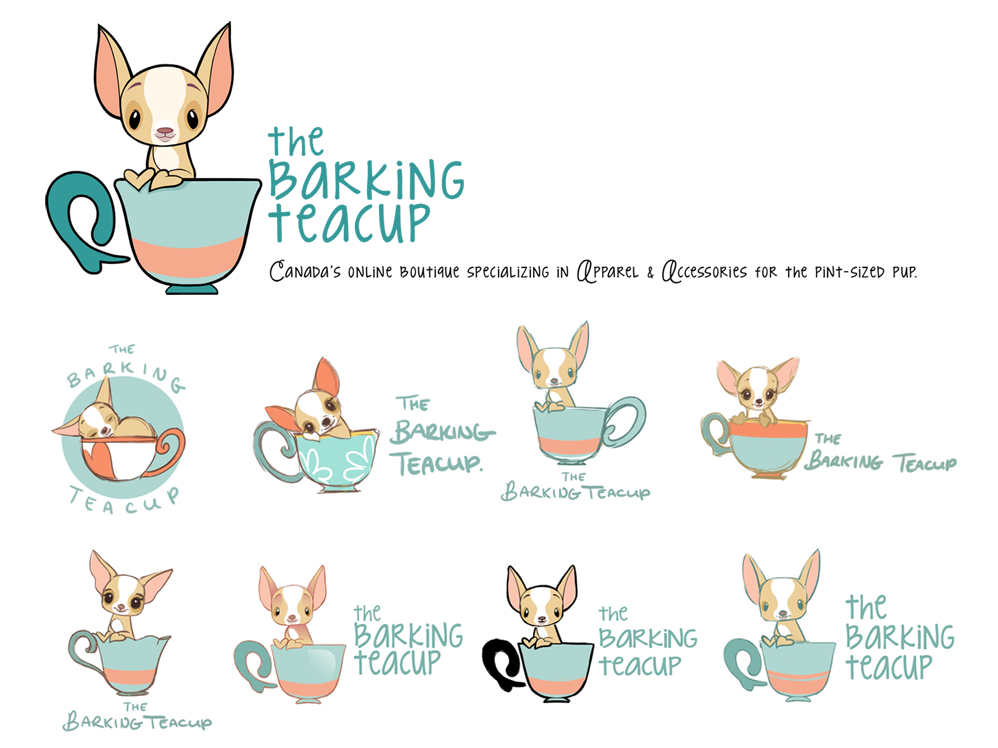 the
BARKING
teacup
Canada's online boutique specializing in Apparel & Accessories for the pint-sized pup.
THE
BARKING
TEACUP
THE
BARKING
TEACUP.
THE
BARKING TEACUP
THE
BARKING TEACUP
THE
BARKING TEACUP
the
BARKING
teacup
the
BARKING
teacup
the
BARKING
teacup